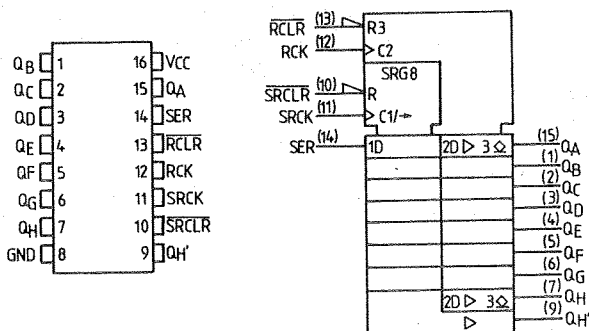 QB 1 16 VCC
QC 2 15 QA
QD 3 14 SER
QE 4 13 RCLR
QF 5 12 RCK
QG 6 11 SRCK
QH 7 10 SRCLR
GND 8 9 QH'
RCLR (13) R3
RCK (12) C2
SRG8
SRCLR (10) R
SRCK (11) C1/→
SER (14) 1D 2D ▷ 3 ◇ (15) QA
(1) QB
(2) QC
(3) QD
(4) QE
(5) QF
(6) QG
2D ▷ 3 ◇ (7) QH
▷ (9) QH'